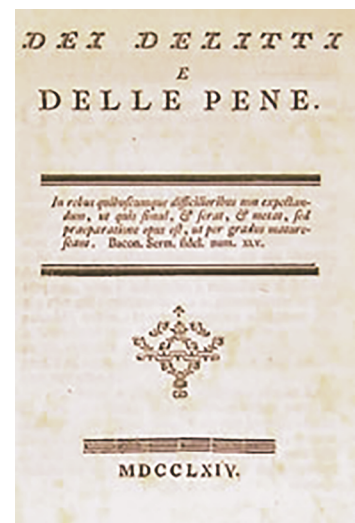 DEI DELITTI
E
DELLE PENE.
In rebus quibuscumque difficilioribus non expectan-
dum, ut quis simul, & serat, & metat, sed
praeparatione opus est, ut per gradus mature-
scant. Bacon. Serm. fidel. num. XLV.
MDCCLXIV.